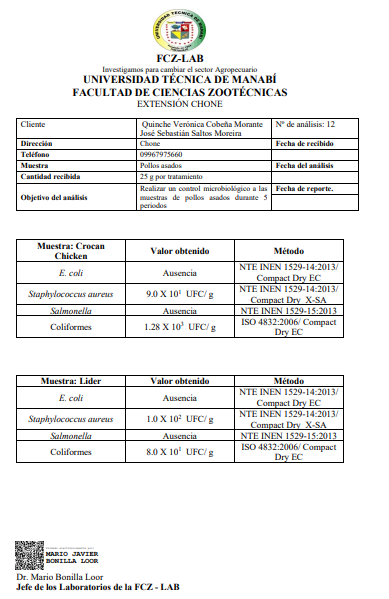 FCZ-LAB
Investigamos para cambiar el sector Agropecuario
UNIVERSIDAD TÉCNICA DE MANABÍ
FACULTAD DE CIENCIAS ZOOTÉCNICAS
EXTENSIÓN CHONE
Cliente Quinche Verónica Cobeña Morante Nº de análisis: 12
José Sebastián Saltos Moreira
Dirección Chone Fecha de recibido
Teléfono 09967975660
Muestra Pollos asados Fecha del análisis
Cantidad recibida 25 g por tratamiento
Objetivo del análisis Realizar un control microbiológico a las Fecha de reporte.
muestras de pollos asados durante 5
periodos
Muestra: Crocan Valor obtenido Método
Chicken
E. coli Ausencia NTE INEN 1529-14:2013/
Compact Dry EC
Staphylococcus aureus 9.0 X 10¹ UFC/ g NTE INEN 1529-14:2013/
Compact Dry X-SA
Salmonella Ausencia NTE INEN 1529-15:2013
Coliformes 1.28 X 10³ UFC/ g ISO 4832:2006/ Compact
Dry EC
Muestra: Lider Valor obtenido Método
E. coli Ausencia NTE INEN 1529-14:2013/
Compact Dry EC
Staphylococcus aureus 1.0 X 10² UFC/ g NTE INEN 1529-14:2013/
Compact Dry X-SA
Salmonella Ausencia NTE INEN 1529-15:2013
Coliformes 8.0 X 10¹ UFC/ g ISO 4832:2006/ Compact
Dry EC
MARIO JAVIER
BONILLA LOOR
Dr. Mario Bonilla Loor
Jefe de los Laboratorios de la FCZ - LAB